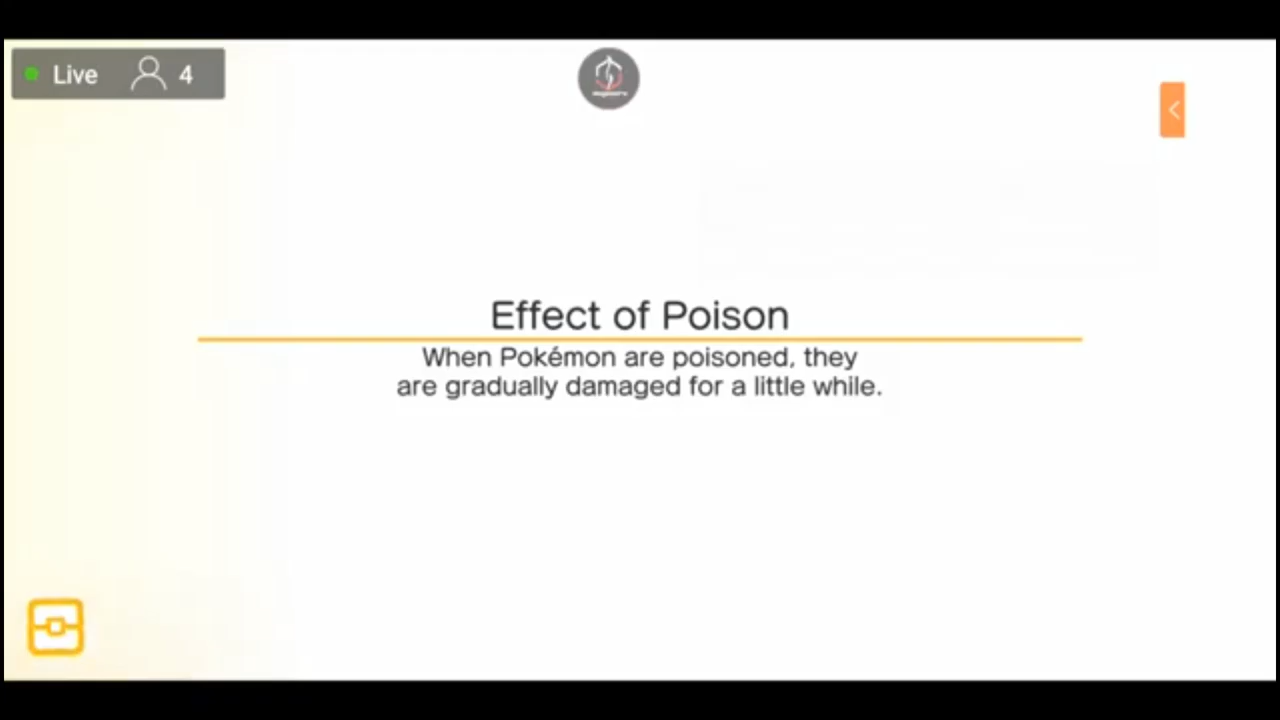 Live 4
Effect of Poison
When Pokémon are poisoned, they
are gradually damaged for a little while.